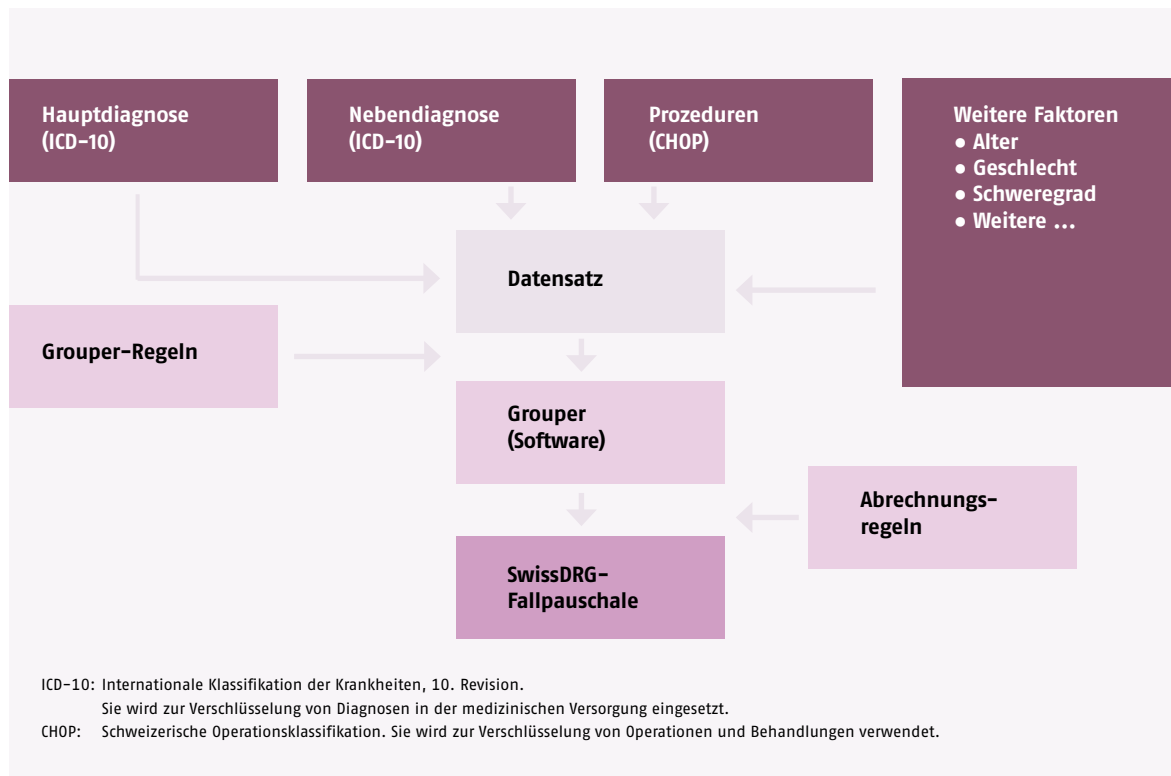 Hauptdiagnose
(ICD-10)
Nebendiagnose
(ICD-10)
Prozeduren
(CHOP)
Weitere Faktoren
• Alter
• Geschlecht
• Schweregrad
• Weitere ...
Datensatz
Grouper-Regeln
Grouper
(Software)
Abrechnungs-
regeln
SwissDRG-
Fallpauschale
ICD-10: Internationale Klassifikation der Krankheiten, 10. Revision.
Sie wird zur Verschlüsselung von Diagnosen in der medizinischen Versorgung eingesetzt.
CHOP: Schweizerische Operationsklassifikation. Sie wird zur Verschlüsselung von Operationen und Behandlungen verwendet.